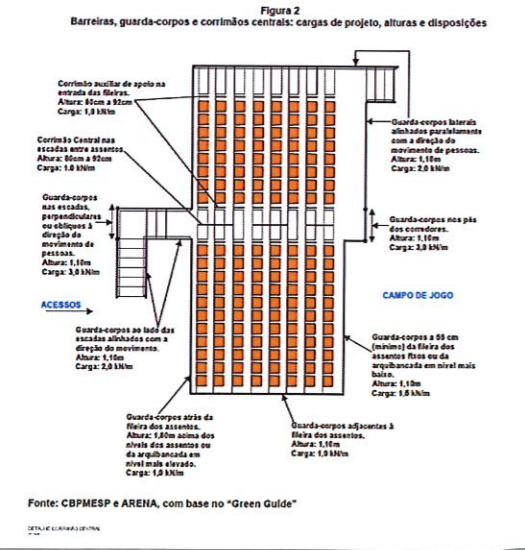 Figura 2
Barreiras, guarda-corpos e corrimãos centrais: cargas de projeto, alturas e disposições
Corrimão auxiliar de apoio na
entrada das fileiras.
Altura: 80cm a 92cm
Carga: 1,0 kN/m
Corrimão Central nas
escadas entre assentos
Altura: 80cm a 92cm
Carga: 1.0 kN/m
Guarda-corpos
nas escadas,
perpendiculares
ou oblíquos à
direção do
movimento de
pessoas.
Altura: 1,10m
Carga: 3,0 kN/m
ACESSOS
Guarda-corpos ao lado das
escadas alinhados com a
direção do movimento.
Altura: 1,10m
Carga: 2,0 kN/m
Guarda-corpos atrás da
fileira dos assentos.
Altura: 1,80m acima dos
níveis dos assentos ou
da arquibancada em
nível mais elevado.
Carga: 1,0 kN/m
Guarda-corpos adjacentes à
fileira dos assentos.
Altura: 1,10m
Carga: 1,0 kN/m
Guarda-corpos laterais
alinhados paralelamente
com a direção do
movimento de pessoas.
Altura: 1,10m
Carga: 2,0 kN/m
Guarda-corpos nos pés
dos corredores.
Altura: 1,10m
Carga: 3,0 kN/m
CAMPO DE JOGO
Guarda-corpos a 55 cm
(mínimo) da fileira dos
assentos fixos ou da
arquibancada em nível mais
baixo.
Altura: 1,10m
Carga: 1,5 kN/m
Fonte: CBPMESP e ARENA, com base no "Green Guide"
DETALHE CORRIMÃO CENTRAL